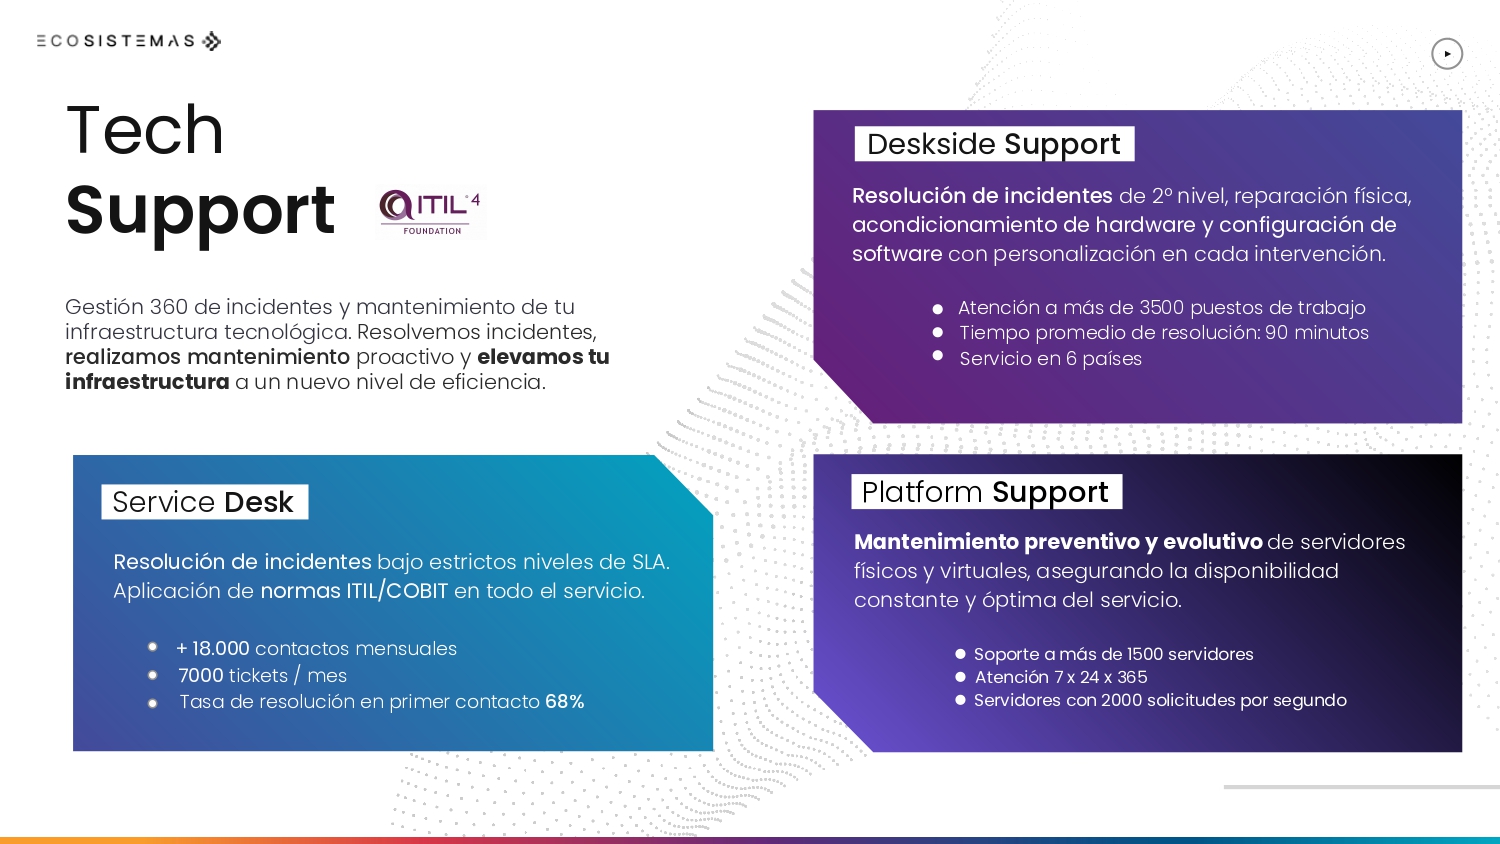 ECOSISTEMAS
Tech
Support
ITIL® 4
FOUNDATION
Gestión 360 de incidentes y mantenimiento de tu
infraestructura tecnológica. Resolvemos incidentes,
realizamos mantenimiento proactivo y elevamos tu
infraestructura a un nuevo nivel de eficiencia.
Service Desk
Resolución de incidentes bajo estrictos niveles de SLA.
Aplicación de normas ITIL/COBIT en todo el servicio.
+ 18.000 contactos mensuales
7000 tickets / mes
Tasa de resolución en primer contacto 68%
Deskside Support
Resolución de incidentes de 2º nivel, reparación física,
acondicionamiento de hardware y configuración de
software con personalización en cada intervención.
Atención a más de 3500 puestos de trabajo
Tiempo promedio de resolución: 90 minutos
Servicio en 6 países
Platform Support
Mantenimiento preventivo y evolutivo de servidores
físicos y virtuales, asegurando la disponibilidad
constante y óptima del servicio.
Soporte a más de 1500 servidores
Atención 7 x 24 x 365
Servidores con 2000 solicitudes por segundo